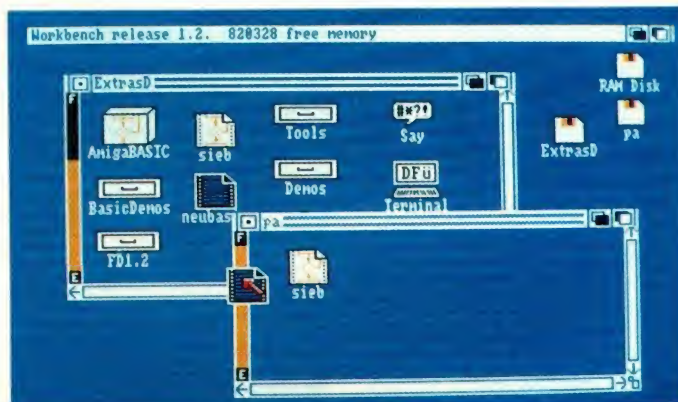 Workbench release 1.2. 820328 free memory
ExtrasD
RAM Disk
pa
ExtrasD
AmigaBASIC
sieb
Tools
#*?!
Say
BasicDemos
neubas
Demos
DFü
Terminal
FD1.2
F
E
pa
sieb
F
E